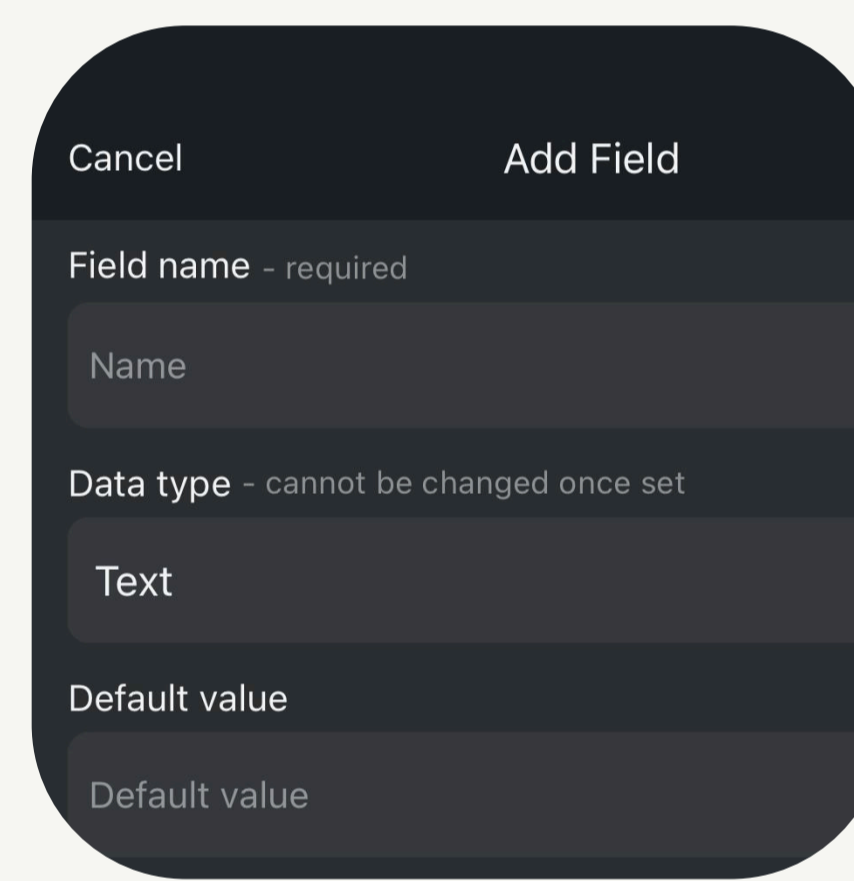 Cancel Add Field
Field name - required
Name
Data type - cannot be changed once set
Text
Default value
Default value